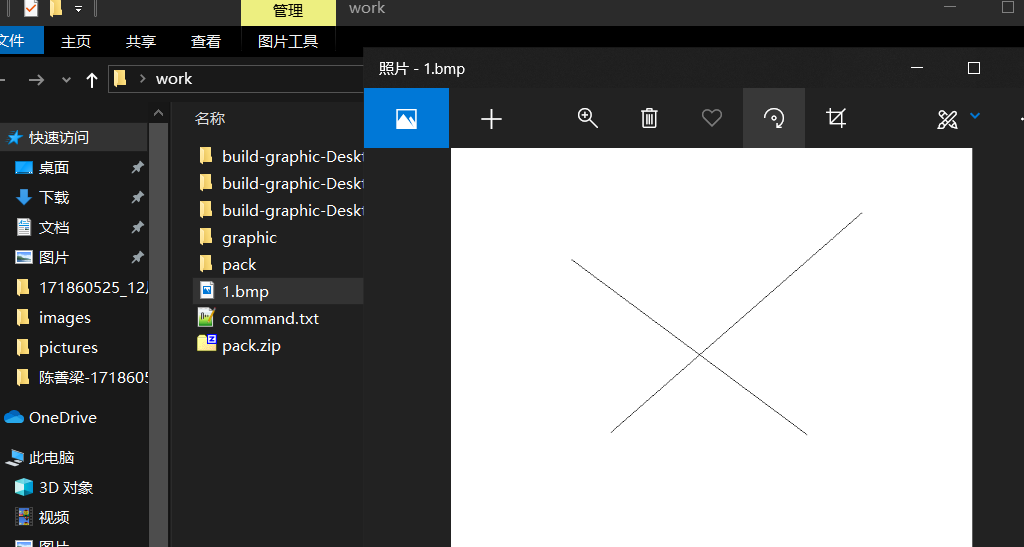 管理
work
文件
主页
共享
查看
图片工具
work
照片 - 1.bmp
名称
快速访问
桌面
下载
文档
图片
171860525_12
images
pictures
陈善梁-1718605
OneDrive
此电脑
3D 对象
视频
图片
build-graphic-Deskt
build-graphic-Deskt
build-graphic-Deskt
graphic
pack
1.bmp
command.txt
pack.zip